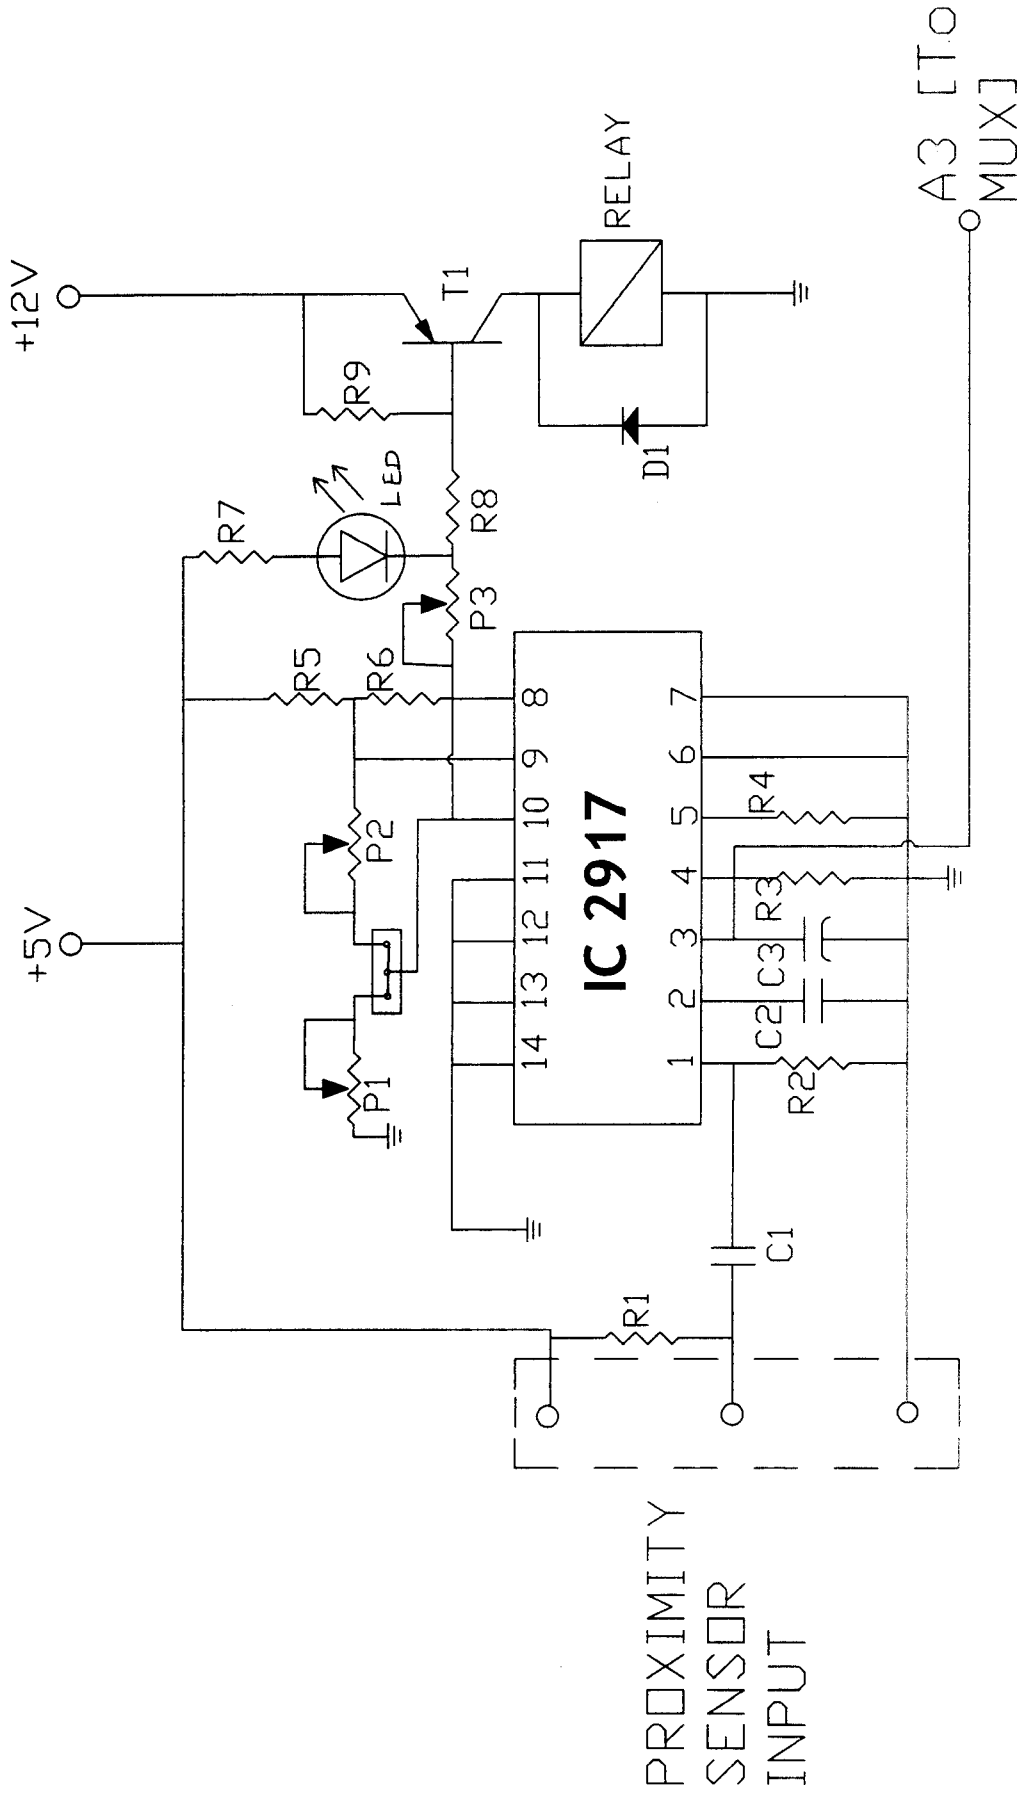 +5V
+12V
R7
LED
R9
R5
R6
P1
P2
P3
R8
T1
RELAY
D1
14
13
12
11
10
9
8
IC 2917
1
2
3
4
5
6
7
R1
C1
R2
C2
C3
R3
R4
PROXIMITY
SENSOR
INPUT
A3 [T.O
MUX]